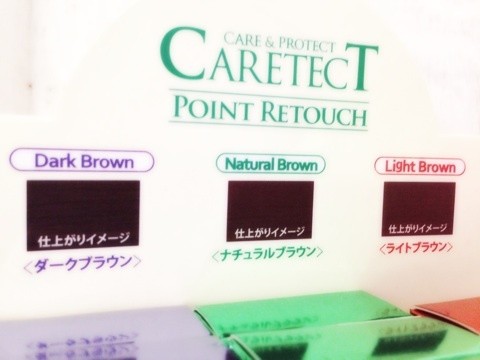 CARE & PROTECT
CARETECT
POINT RETOUCH
Dark Brown
Natural Brown
Light Brown
仕上がりイメージ
仕上がりイメージ
仕上がりイメージ
<ダークブラウン>
<ナチュラルブラウン>
<ライトブラウン>